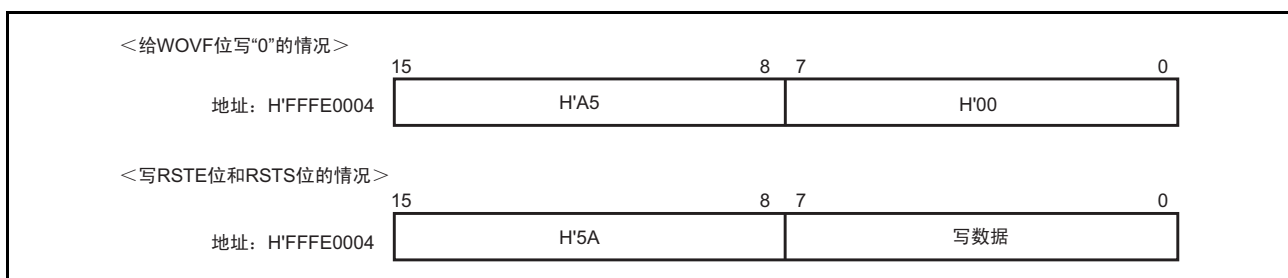 ＜给WOVF位写“0”的情况＞
15 8 7 0
地址：H'FFFE0004 H'A5 H'00
＜写RSTE位和RSTS位的情况＞
15 8 7 0
地址：H'FFFE0004 H'5A 写数据